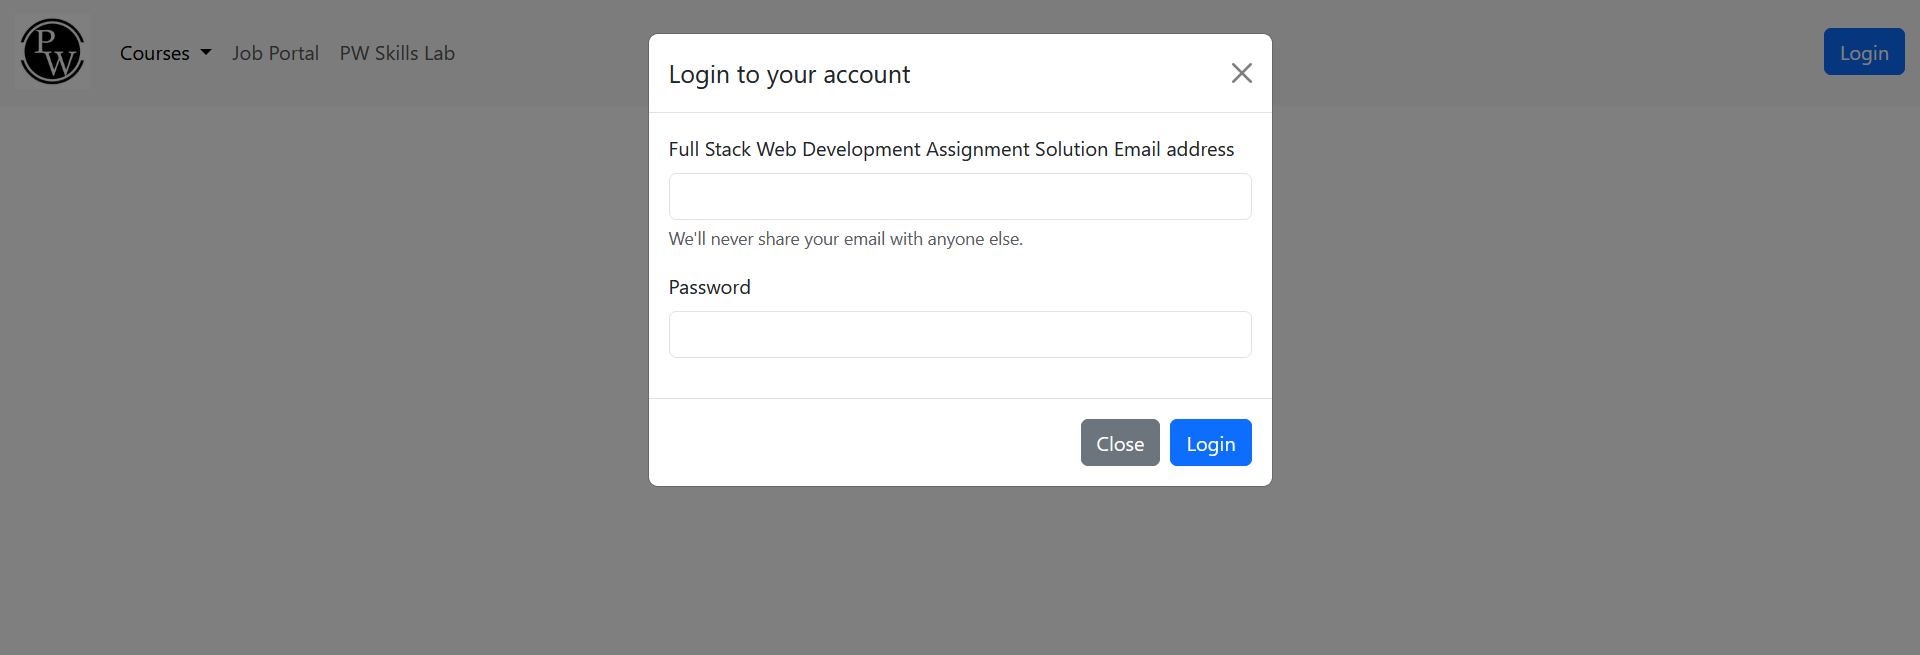 PW
Courses Job Portal PW Skills Lab
Login
Login to your account
Full Stack Web Development Assignment Solution Email address
We'll never share your email with anyone else.
Password
Close Login